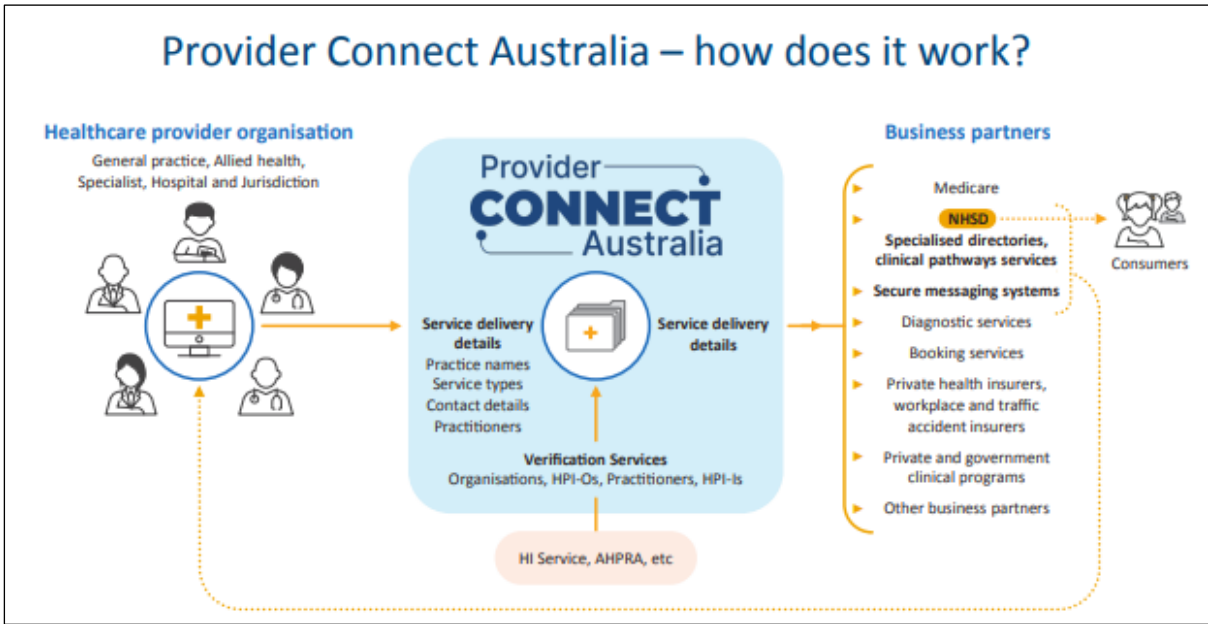 Provider Connect Australia – how does it work?
Healthcare provider organisation
General practice, Allied health,
Specialist, Hospital and Jurisdiction
Provider
CONNECT
Australia
Service delivery
details
Practice names
Service types
Contact details
Practitioners
Service delivery
details
Verification Services
Organisations, HPI-Os, Practitioners, HPI-Is
HI Service, AHPRA, etc
Business partners
Medicare
NHSD
Specialised directories,
clinical pathways services
Secure messaging systems
Diagnostic services
Booking services
Private health insurers,
workplace and traffic
accident insurers
Private and government
clinical programs
Other business partners
Consumers